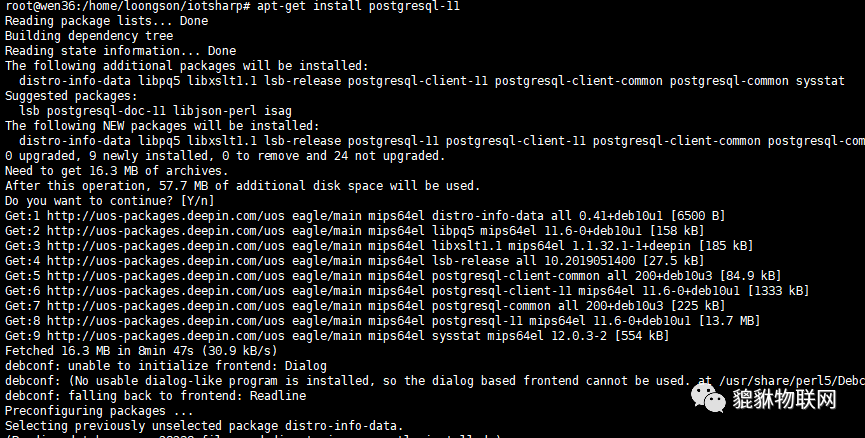 root@wen36:/home/loongson/iotsharp# apt-get install postgresql-11
Reading package lists... Done
Building dependency tree
Reading state information... Done
The following additional packages will be installed:
  distro-info-data libpq5 libxslt1.1 lsb-release postgresql-client-11 postgresql-client-common postgresql-common sysstat
Suggested packages:
  lsb postgresql-doc-11 libjson-perl isag
The following NEW packages will be installed:
  distro-info-data libpq5 libxslt1.1 lsb-release postgresql-11 postgresql-client-11 postgresql-client-common postgresql-com
0 upgraded, 9 newly installed, 0 to remove and 24 not upgraded.
Need to get 16.3 MB of archives.
After this operation, 57.7 MB of additional disk space will be used.
Do you want to continue? [Y/n]
Get:1 http://uos-packages.deepin.com/uos eagle/main mips64el distro-info-data all 0.41+deb10u1 [6500 B]
Get:2 http://uos-packages.deepin.com/uos eagle/main mips64el libpq5 mips64el 11.6-0+deb10u1 [158 kB]
Get:3 http://uos-packages.deepin.com/uos eagle/main mips64el libxslt1.1 mips64el 1.1.32.1-1+deepin [185 kB]
Get:4 http://uos-packages.deepin.com/uos eagle/main mips64el lsb-release all 10.2019051400 [27.5 kB]
Get:5 http://uos-packages.deepin.com/uos eagle/main mips64el postgresql-client-common all 200+deb10u3 [84.9 kB]
Get:6 http://uos-packages.deepin.com/uos eagle/main mips64el postgresql-client-11 mips64el 11.6-0+deb10u1 [1333 kB]
Get:7 http://uos-packages.deepin.com/uos eagle/main mips64el postgresql-common all 200+deb10u3 [225 kB]
Get:8 http://uos-packages.deepin.com/uos eagle/main mips64el postgresql-11 mips64el 11.6-0+deb10u1 [13.7 MB]
Get:9 http://uos-packages.deepin.com/uos eagle/main mips64el sysstat mips64el 12.0.3-2 [554 kB]
Fetched 16.3 MB in 8min 47s (30.9 kB/s)
debconf: unable to initialize frontend: Dialog
debconf: (No usable dialog-like program is installed, so the dialog based frontend cannot be used. at /usr/share/perl5/Debc
debconf: falling back to frontend: Readline
Preconfiguring packages ...
貔貅物联网
Selecting previously unselected package distro-info-data.